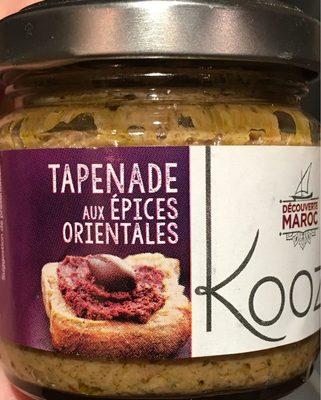 TAPENADE
AUX ÉPICES
ORIENTALES
DÉCOUVERTE
MAROC
Kooz